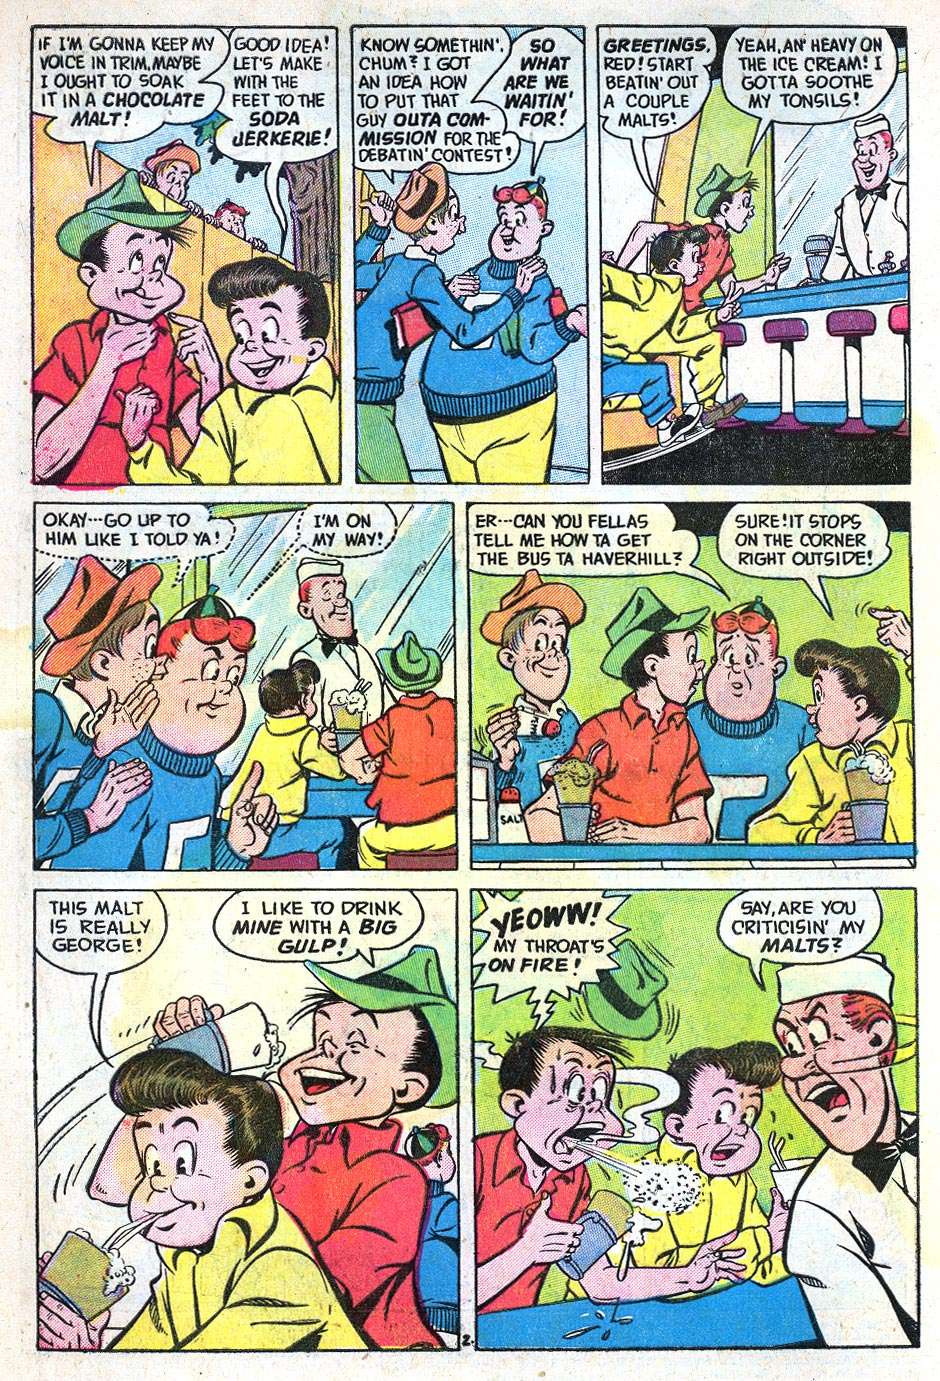 IF I'M GONNA KEEP MY
VOICE IN TRIM, MAYBE
I OUGHT TO SOAK
IT IN A CHOCOLATE
MALT!
GOOD IDEA!
LET'S MAKE
WITH THE
FEET TO THE
SODA
JERKERIE!
KNOW SOMETHIN',
CHUM? I GOT
AN IDEA HOW
TO PUT THAT
GUY OUTA COM-
MISSION FOR THE
DEBATIN' CONTEST!
SO
WHAT
ARE WE
WAITIN'
FOR!
GREETINGS,
RED! START
BEATIN' OUT
A COUPLE
MALTS!
YEAH, AN' HEAVY ON
THE ICE CREAM! I
GOTTA SOOTHE
MY TONSILS!
OKAY---GO UP TO
HIM LIKE I TOLD YA!
I'M ON
MY WAY!
ER---CAN YOU FELLAS
TELL ME HOW TA GET
THE BUS TA HAVERHILL?
SURE! IT STOPS
ON THE CORNER
RIGHT OUTSIDE!
SALT
THIS MALT
IS REALLY
GEORGE!
I LIKE TO DRINK
MINE WITH A BIG
GULP!
YEOWW!
MY THROAT'S
ON FIRE!
SAY, ARE YOU
CRITICISIN' MY
MALTS?
2.